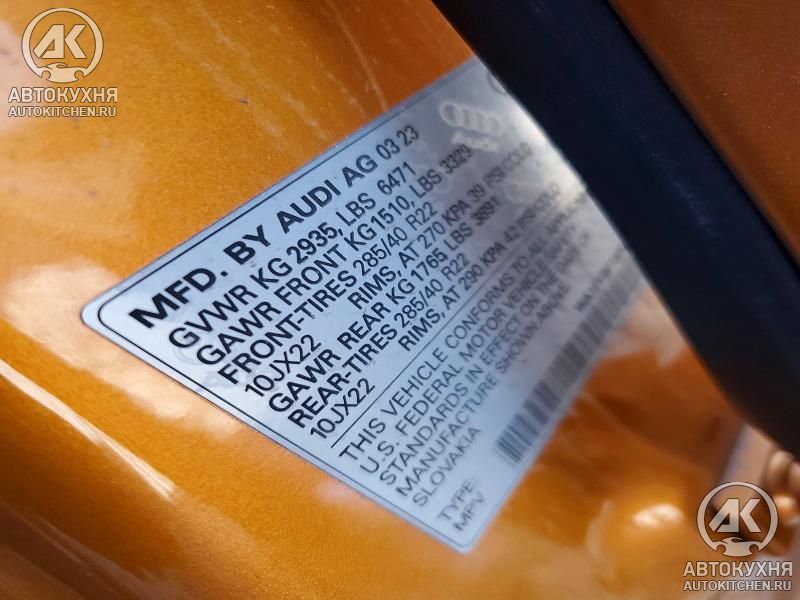 АК
АВТОКУХНЯ
AUTOKITCHEN.RU
Audi
MFD. BY AUDI AG 03 23
GVWR KG 2935, LBS 6471
GAWR FRONT KG1510, LBS 3329
FRONT-TIRES 285/40 R22
10JX22 RIMS, AT 270 KPA 39 PSI COLD
GAWR REAR KG 1765 LBS 3891
REAR-TIRES 285/40 R22
10JX22 RIMS, AT 290 KPA 42 PSI COLD
THIS VEHICLE CONFORMS TO ALL
U.S. FEDERAL MOTOR VEHICLE
STANDARDS IN EFFECT ON THE DATE OF
MANUFACTURE SHOWN ABOVE
SLOVAKIA
TYPE:
MPV
АК
АВТОКУХНЯ
AUTOKITCHEN.RU